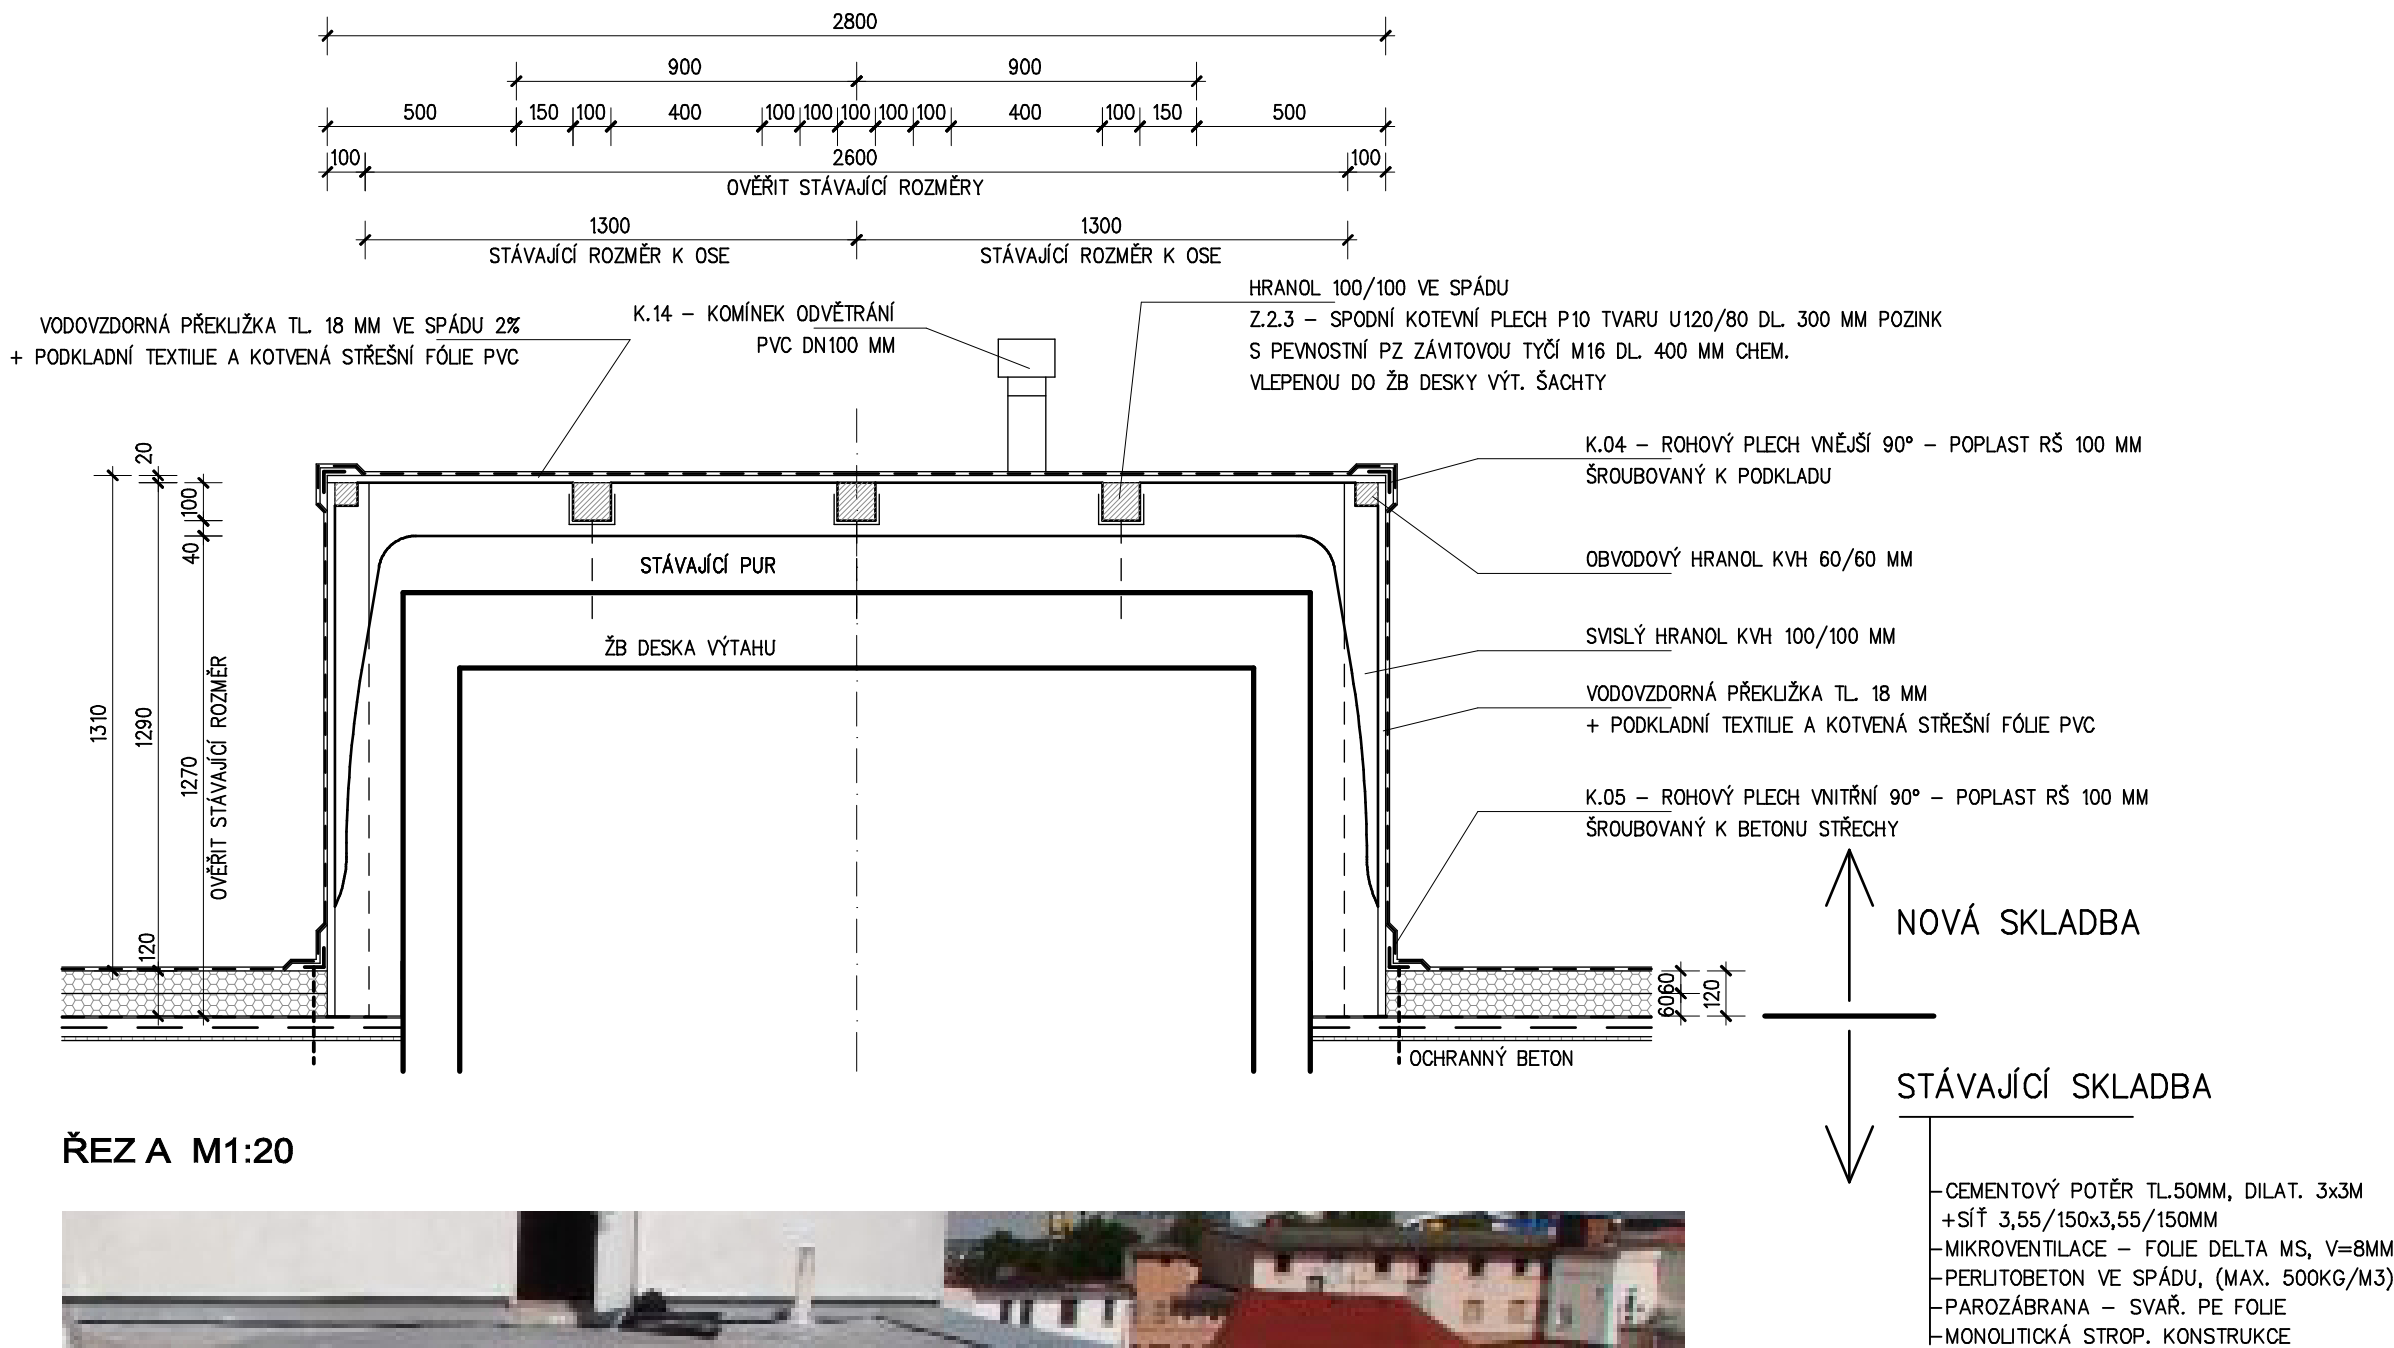 2800
900 900
500 150 100 400 100 100 100 100 100 400 100 150 500
100 2600 100
OVĚŘIT STÁVAJÍCÍ ROZMĚRY
1300 1300
STÁVAJÍCÍ ROZMĚR K OSE STÁVAJÍCÍ ROZMĚR K OSE
VODOVZDORNÁ PŘEKLIŽKA TL. 18 MM VE SPÁDU 2%
+ PODKLADNÍ TEXTILIE A KOTVENÁ STŘEŠNÍ FÓLIE PVC
K.14 – KOMÍNEK ODVĚTRÁNÍ
PVC DN100 MM
HRANOL 100/100 VE SPÁDU
Z.2.3 – SPODNÍ KOTEVNÍ PLECH P10 TVARU U120/80 DL. 300 MM POZINK
S PEVNOSTNÍ PZ ZÁVITOVOU TYČÍ M16 DL. 400 MM CHEM.
VLEPENOU DO ŽB DESKY VÝT. ŠACHTY
K.04 – ROHOVÝ PLECH VNĚJŠÍ 90° – POPLAST RŠ 100 MM
ŠROUBOVANÝ K PODKLADU
OBVODOVÝ HRANOL KVH 60/60 MM
SVISLÝ HRANOL KVH 100/100 MM
VODOVZDORNÁ PŘEKLIŽKA TL. 18 MM
+ PODKLADNÍ TEXTILIE A KOTVENÁ STŘEŠNÍ FÓLIE PVC
K.05 – ROHOVÝ PLECH VNITŘNÍ 90° – POPLAST RŠ 100 MM
ŠROUBOVANÝ K BETONU STŘECHY
1310
20
1290
120
100
40
1270
OVĚŘIT STÁVAJÍCÍ ROZMĚR
STÁVAJÍCÍ PUR
ŽB DESKA VÝTAHU
60
60
120
OCHRANNÝ BETON
NOVÁ SKLADBA
STÁVAJÍCÍ SKLADBA
CEMENTOVÝ POTĚR TL.50MM, DILAT. 3x3M
+SÍŤ 3,55/150x3,55/150MM
MIKROVENTILACE – FOLIE DELTA MS, V=8MM
PERLITOBETON VE SPÁDU, (MAX. 500KG/M3)
PAROZÁBRANA – SVAŘ. PE FOLIE
MONOLITICKÁ STROP. KONSTRUKCE
ŘEZ A M1:20